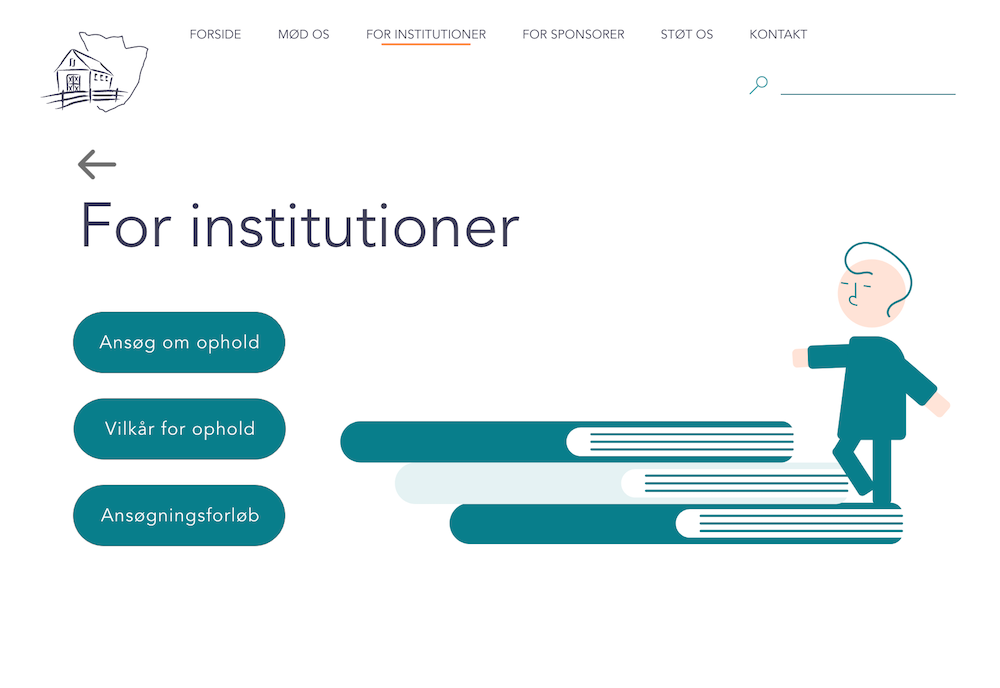 FORSIDE MØD OS FOR INSTITUTIONER FOR SPONSORER STØT OS KONTAKT
For institutioner
Ansøg om ophold
Vilkår for ophold
Ansøgningsforløb